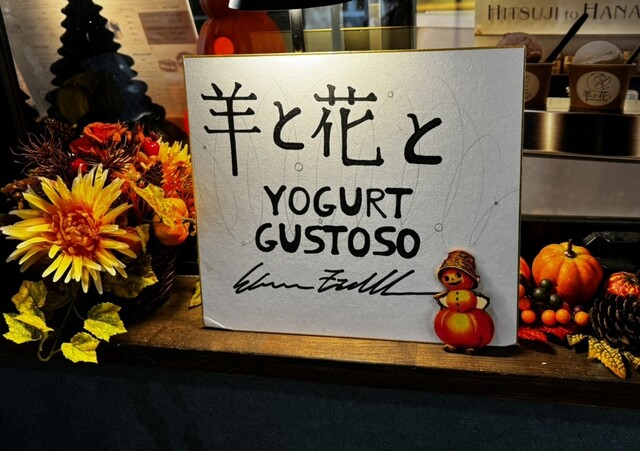 HITSUJI to HANA
羊と花と
YOGURT
GUSTOSO